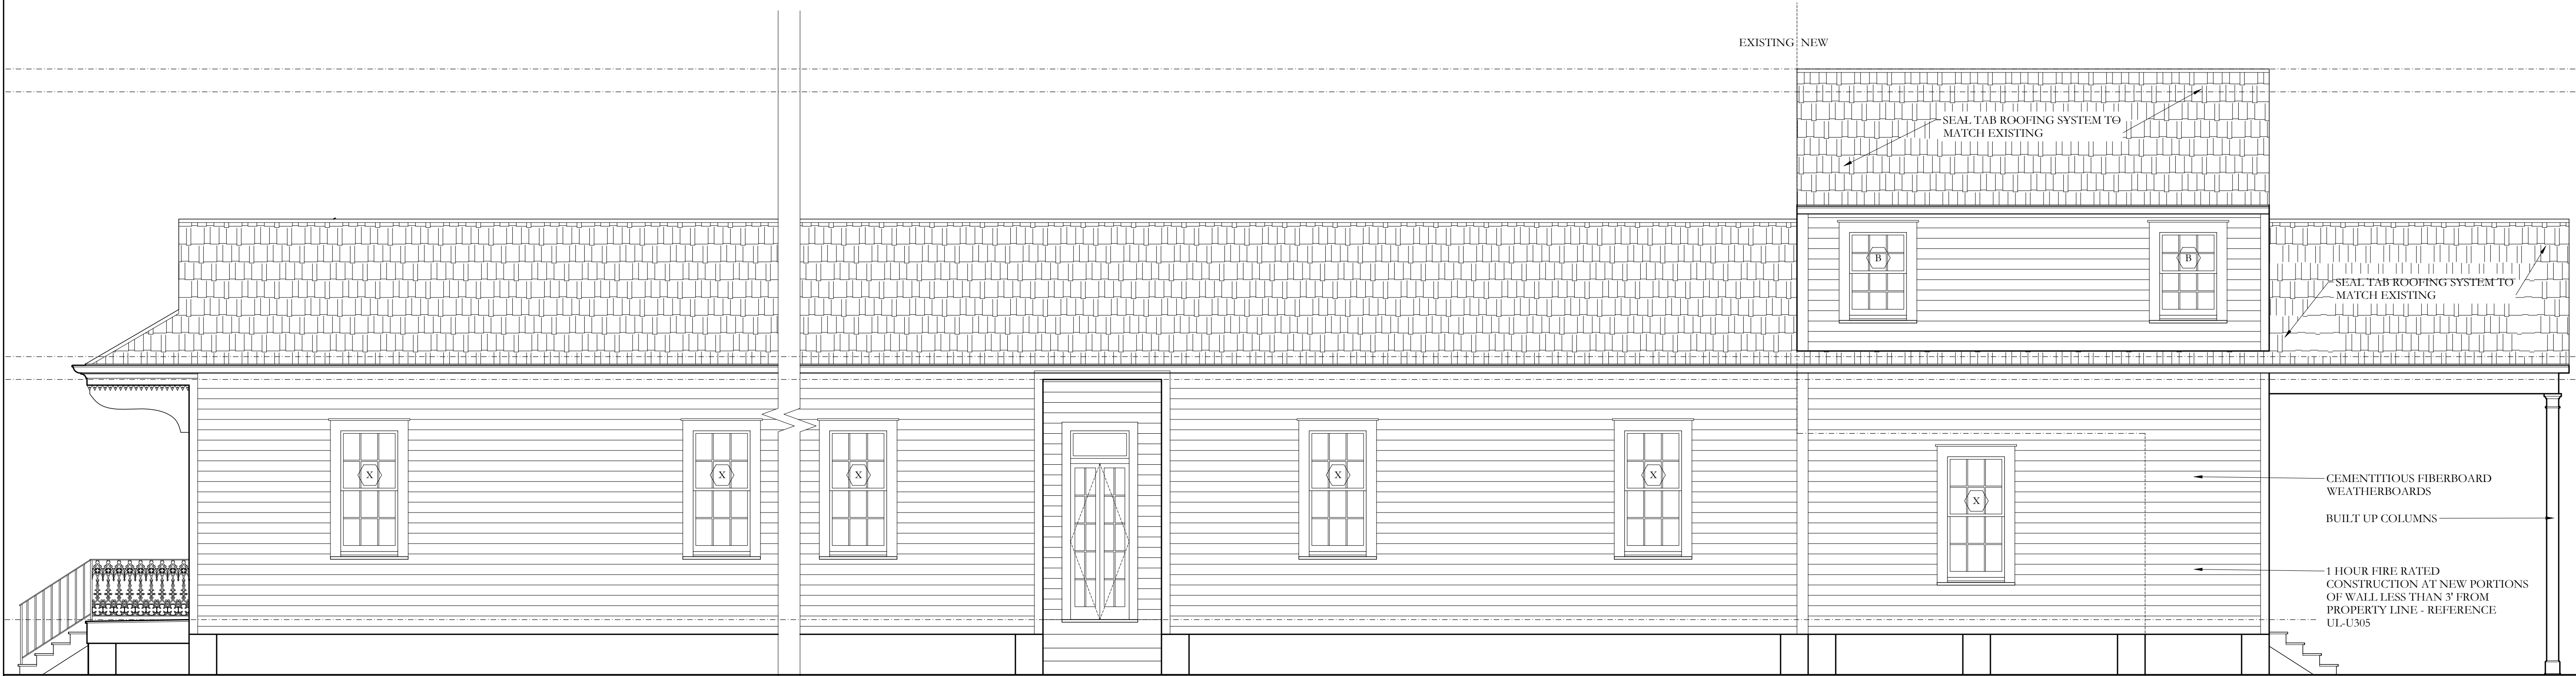 EXISTING NEW
SEAL TAB ROOFING SYSTEM TO
MATCH EXISTING
B
B
SEAL TAB ROOFING SYSTEM TO
MATCH EXISTING
X
X
X
X
X
X
CEMENTITIOUS FIBERBOARD
WEATHERBOARDS
BUILT UP COLUMNS
1 HOUR FIRE RATED
CONSTRUCTION AT NEW PORTIONS
OF WALL LESS THAN 3' FROM
PROPERTY LINE - REFERENCE
UL-U305